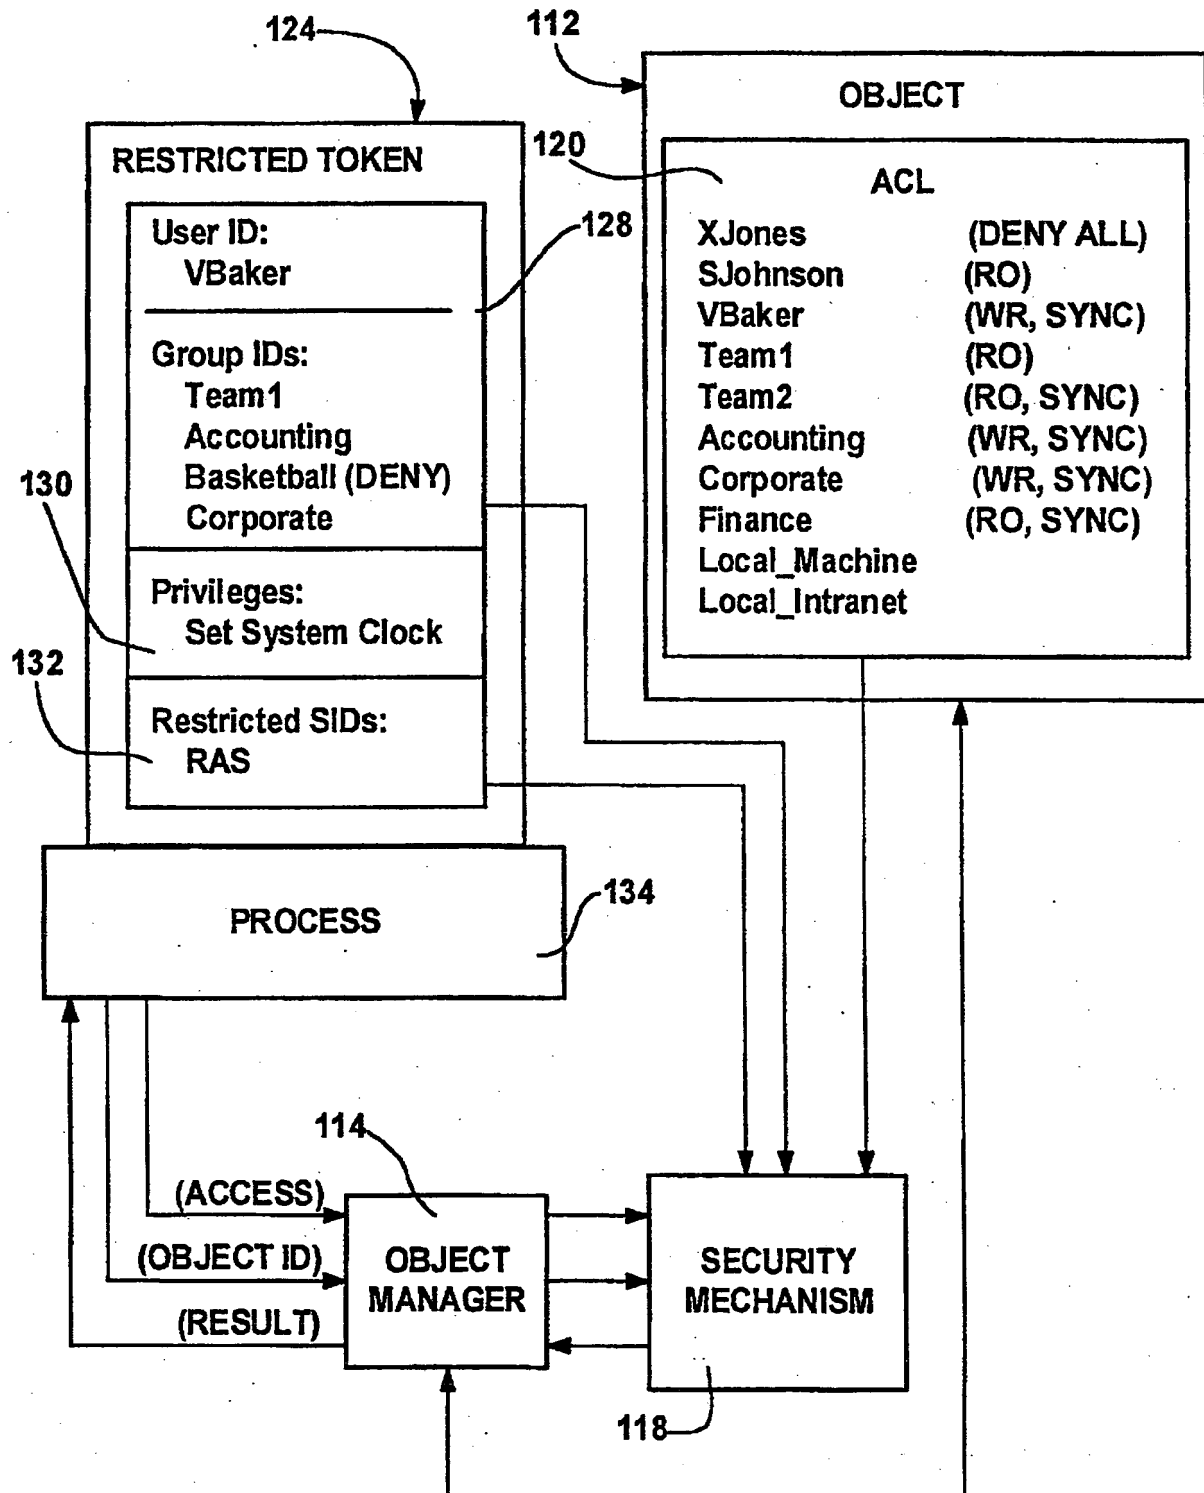 124
112
OBJECT
RESTRICTED TOKEN
120
ACL
User ID:
VBaker
128
Group IDs:
Team1
Accounting
Basketball (DENY)
Corporate
130
Privileges:
Set System Clock
132
Restricted SIDs:
RAS
XJones (DENY ALL)
SJohnson (RO)
VBaker (WR, SYNC)
Team1 (RO)
Team2 (RO, SYNC)
Accounting (WR, SYNC)
Corporate (WR, SYNC)
Finance (RO, SYNC)
Local_Machine
Local_Intranet
PROCESS
134
114
(ACCESS)
(OBJECT ID)
(RESULT)
OBJECT
MANAGER
SECURITY
MECHANISM
118